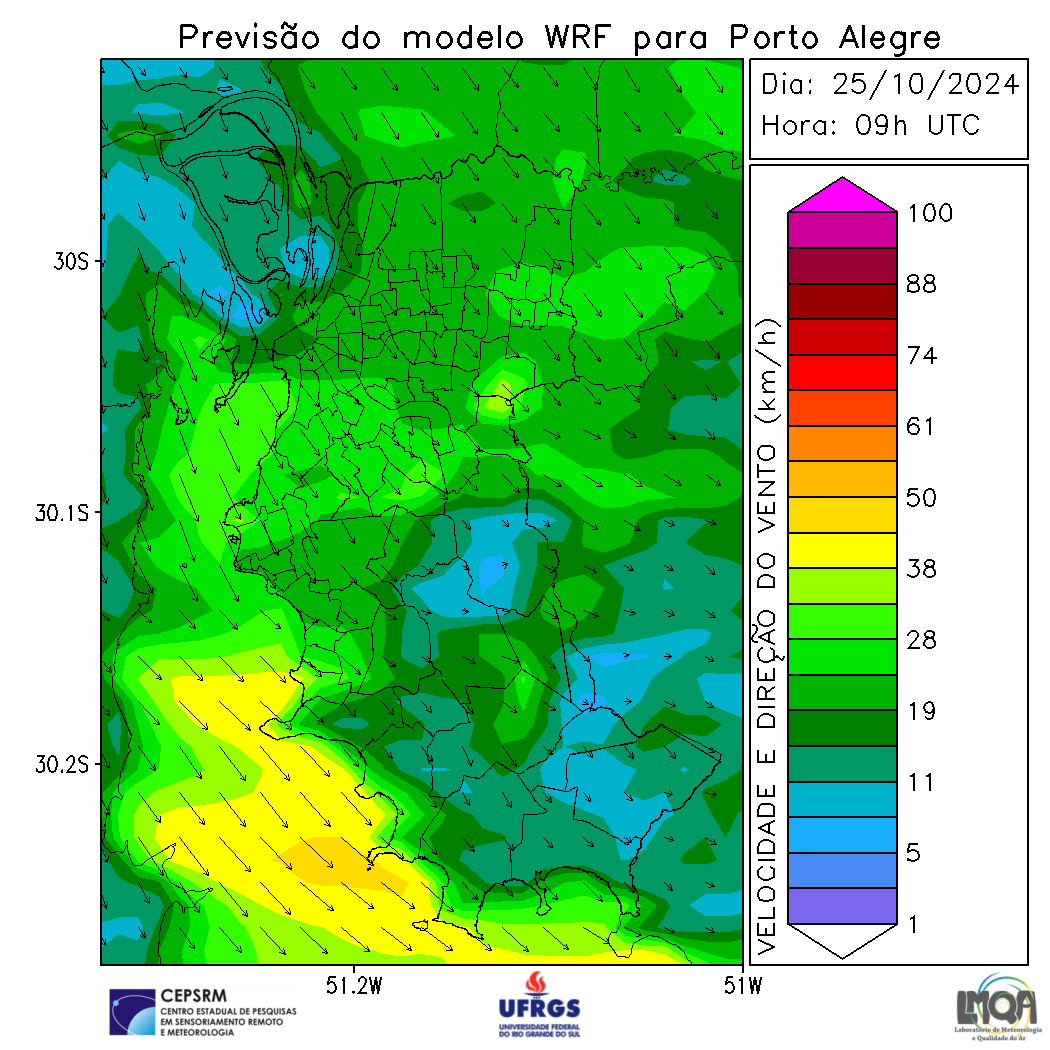 Previsão do modelo WRF para Porto Alegre
Dia: 25/10/2024
Hora: 09h UTC
30S
30.1S
30.2S
51.2W
51W
VELOCIDADE E DIREÇÃO DO VENTO (km/h)
100
88
74
61
50
38
28
19
11
5
1
CEPSRM
CENTRO ESTADUAL DE PESQUISAS
EM SENSORIAMENTO REMOTO
E METEOROLOGIA
UFRGS
UNIVERSIDADE FEDERAL
DO RIO GRANDE DO SUL
LMQA
Laboratório de Meteorologia
e Qualidade do Ar